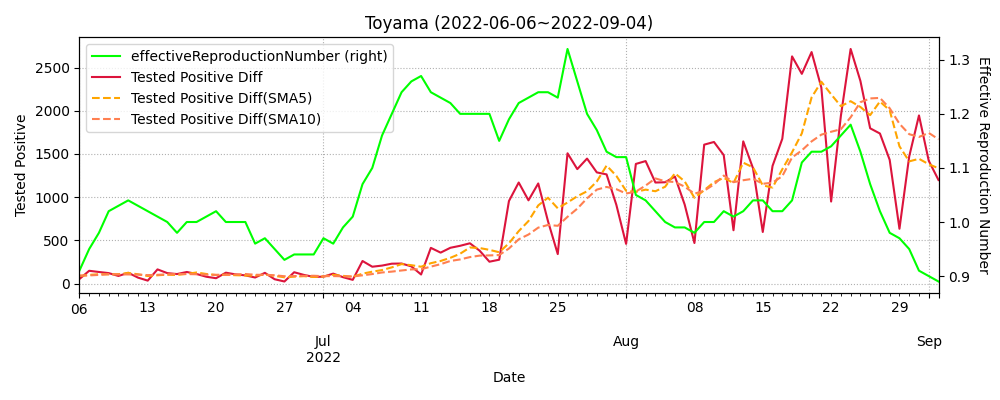 Toyama (2022-06-06~2022-09-04)
effectiveReproductionNumber (right)
Tested Positive Diff
Tested Positive Diff(SMA5)
Tested Positive Diff(SMA10)
Tested Positive
2500
2000
1500
1000
500
0
1.3
1.2
1.1
1.0
0.9
Effective Reproduction Number
06 13 20 27 04 11 18 25 08 15 22 29
Jul Aug Sep
2022
Date